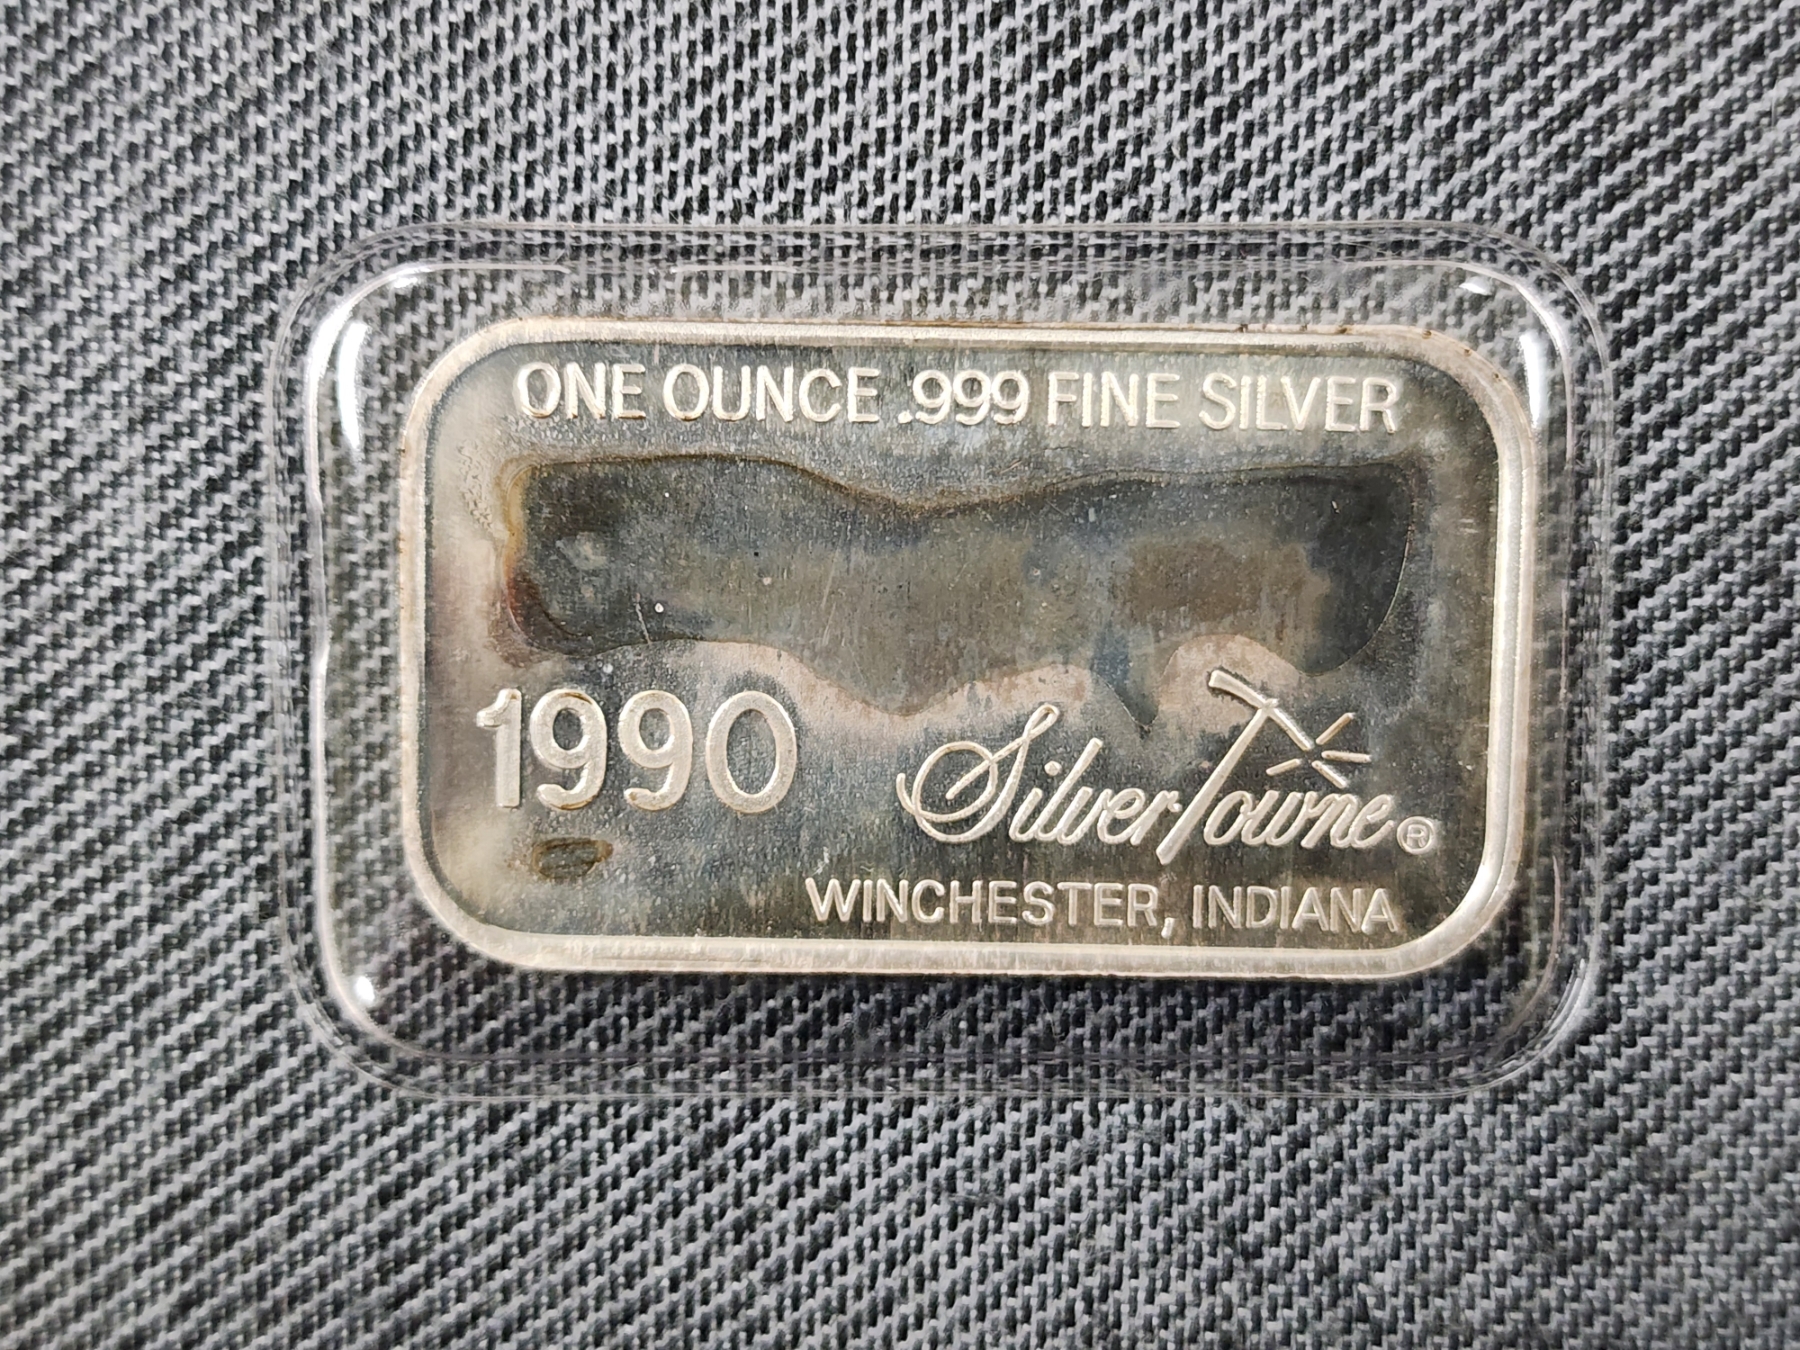 ONE OUNCE .999 FINE SILVER
1990
SilverTowne®
WINCHESTER, INDIANA